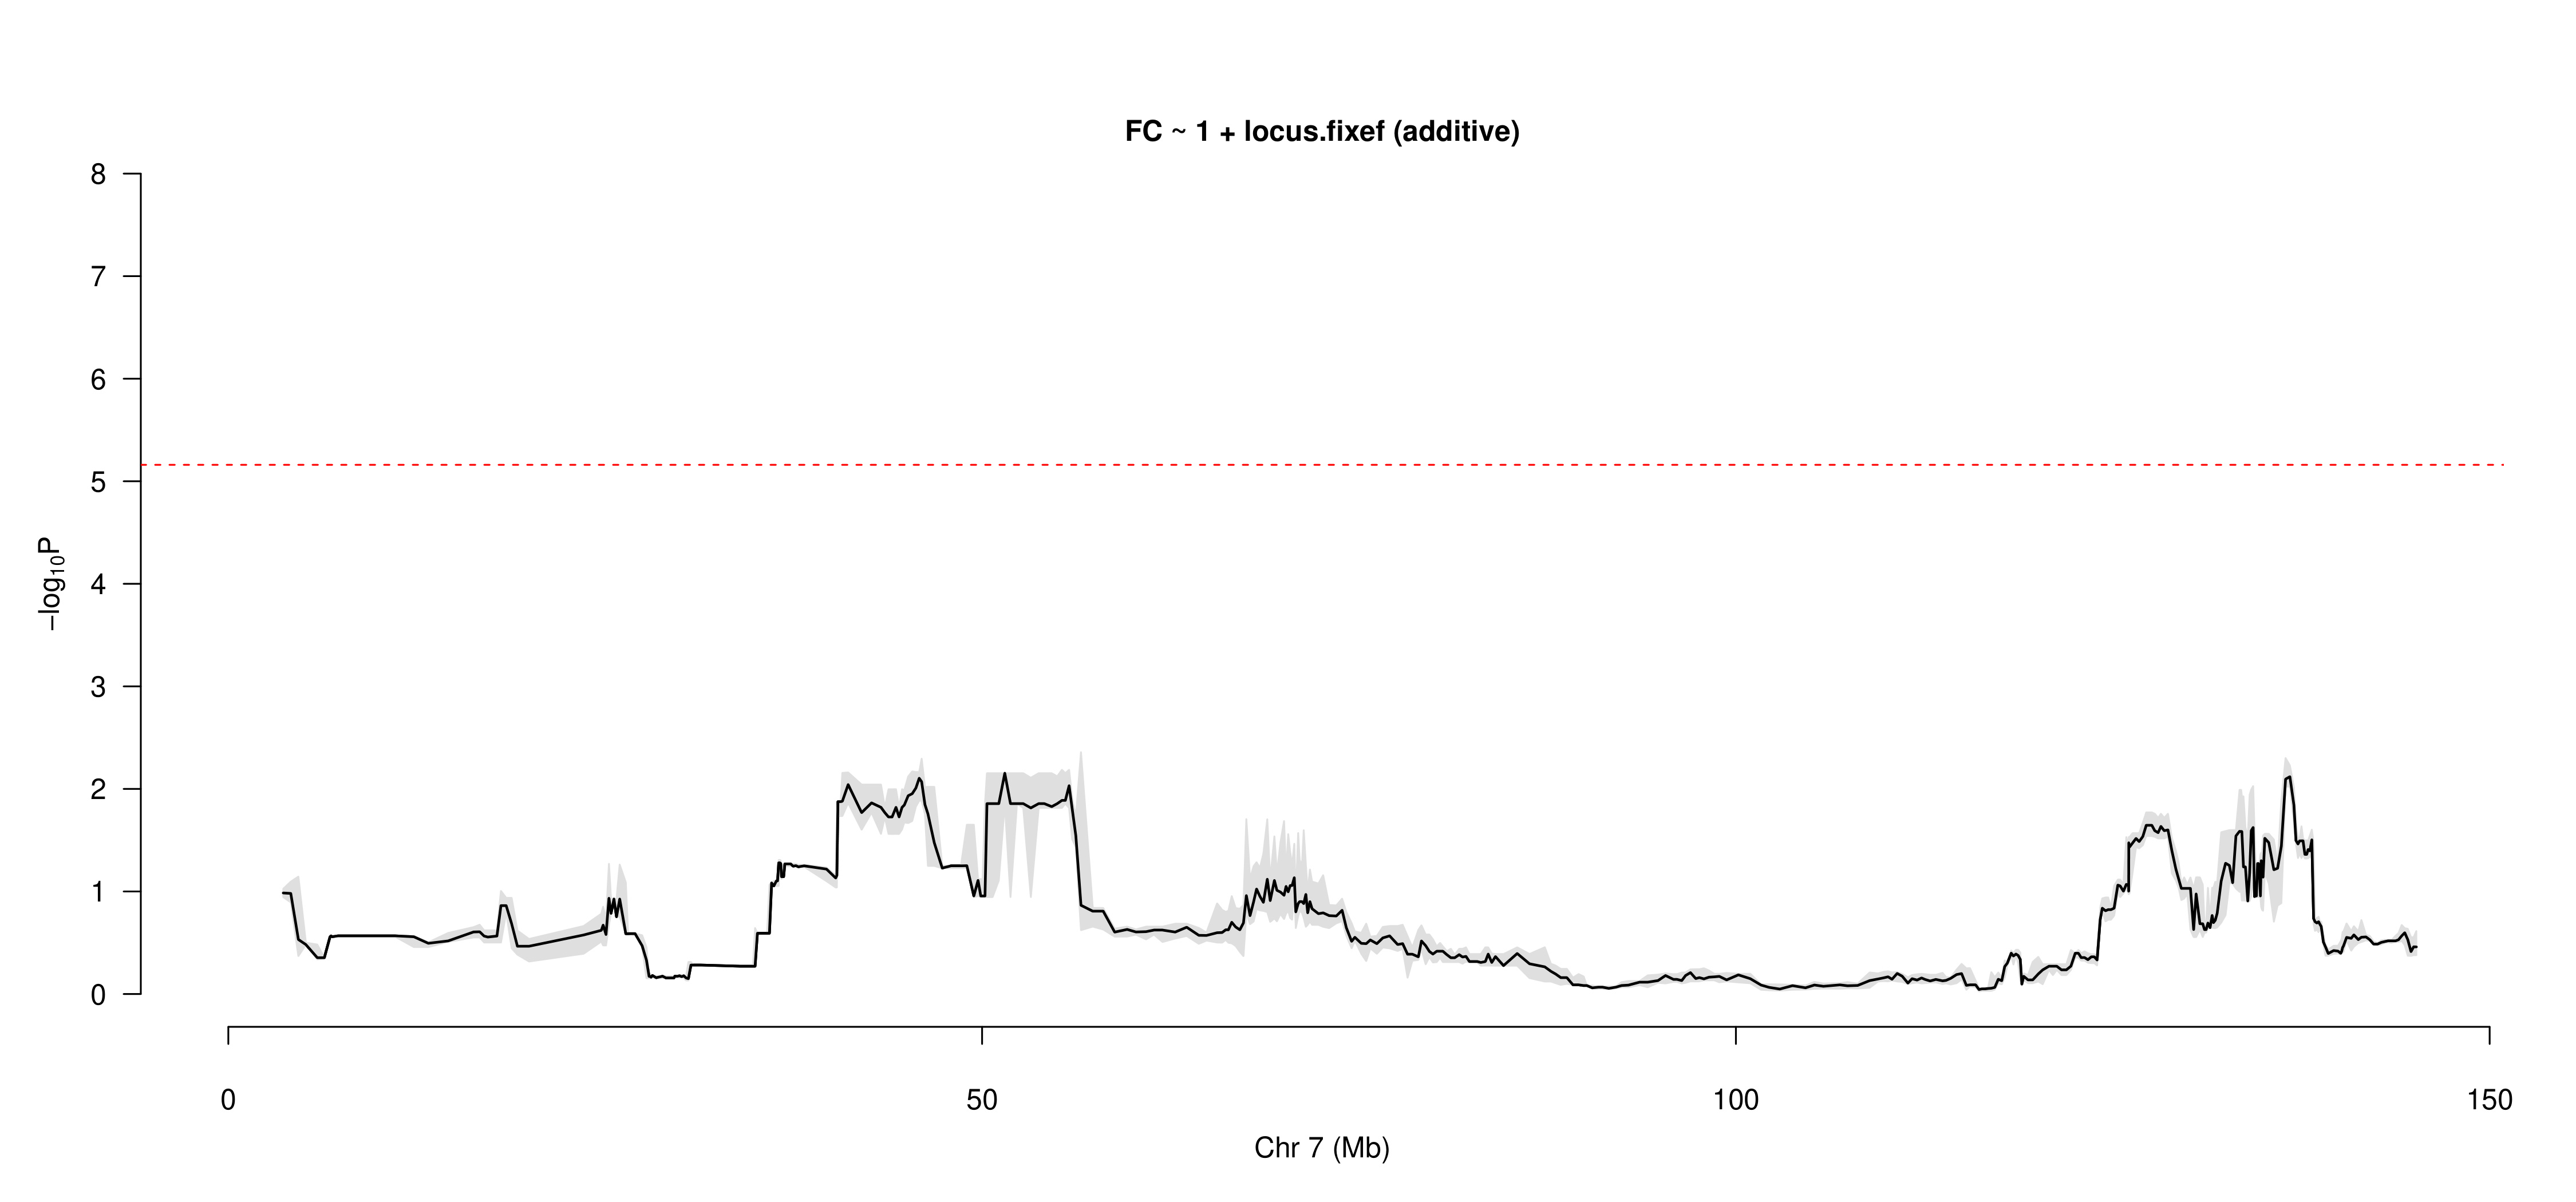 FC ~ 1 + locus.fixef (additive)
8
7
6
5
4
3
2
1
0
−log₁₀P
0 50 100 150
Chr 7 (Mb)